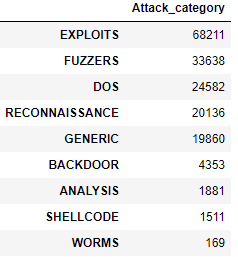 Attack_category
EXPLOITS 68211
FUZZERS 33638
DOS 24582
RECONNAISSANCE 20136
GENERIC 19860
BACKDOOR 4353
ANALYSIS 1881
SHELLCODE 1511
WORMS 169